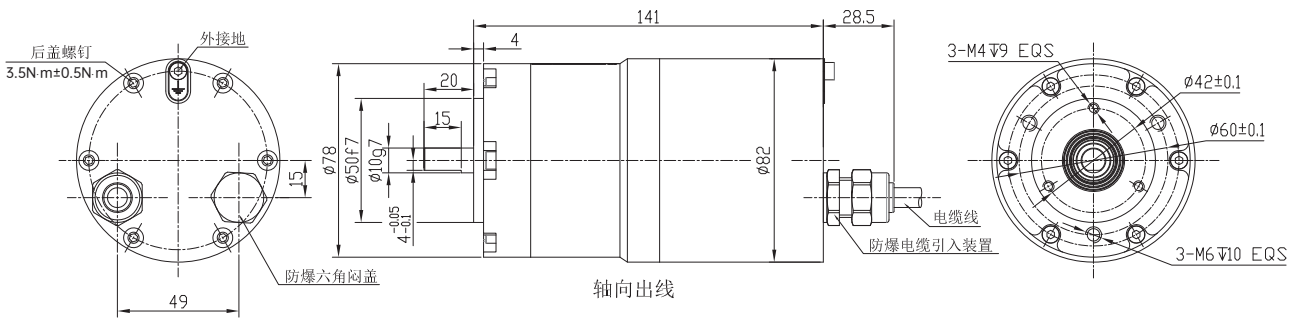 后盖螺钉
3.5N·m±0.5N·m
外接地
15
防爆六角闷盖
49
141
28.5
4
20
15
ø78
ø50f7
ø10g7
4-0.05-0.1
ø82
电缆线
防爆电缆引入装置
轴向出线
3-M4↧9 EQS
ø42±0.1
ø60±0.1
3-M6↧10 EQS